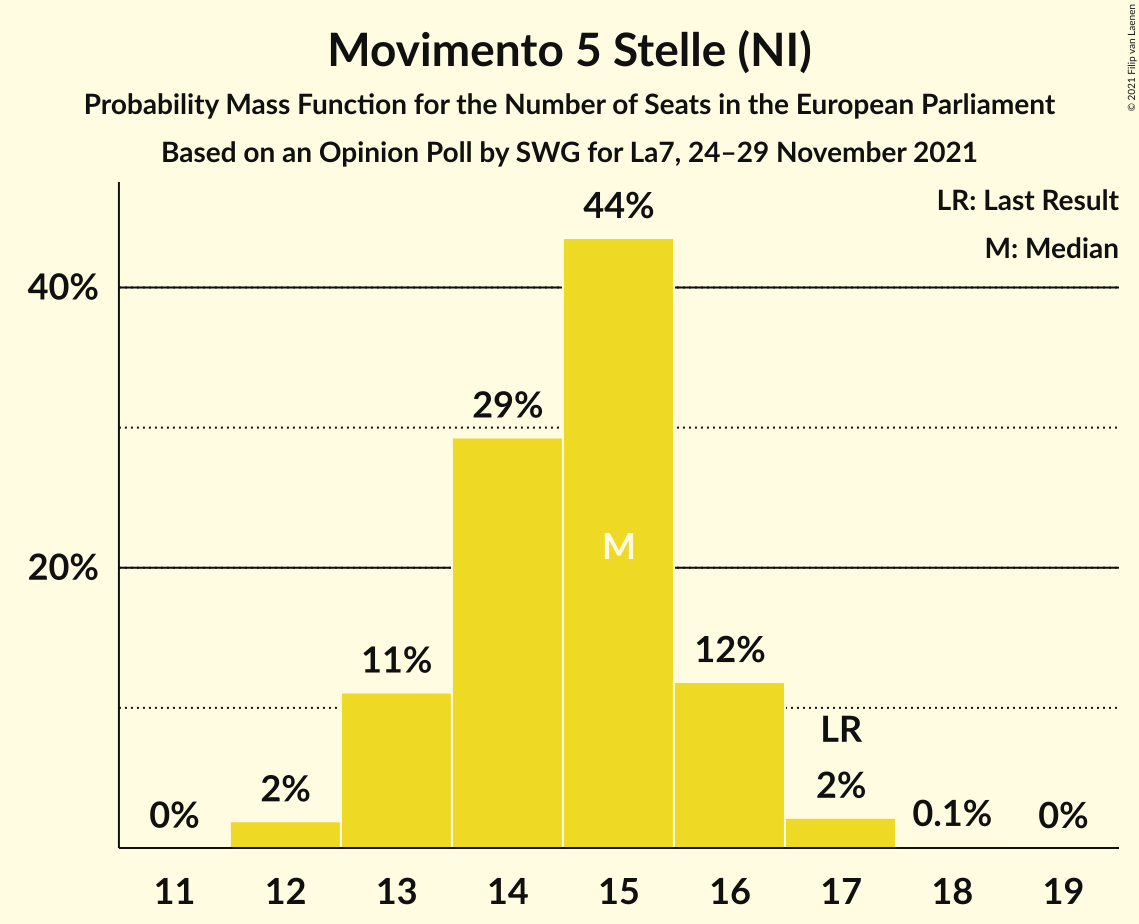 Movimento 5 Stelle (NI)
Probability Mass Function for the Number of Seats in the European Parliament
Based on an Opinion Poll by SWG for La7, 24–29 November 2021
© 2021 Filip van Laenen
LR: Last Result
M: Median
40%
20%
0%
2%
11%
29%
44%
M
12%
LR
2%
0.1%
0%
11 12 13 14 15 16 17 18 19